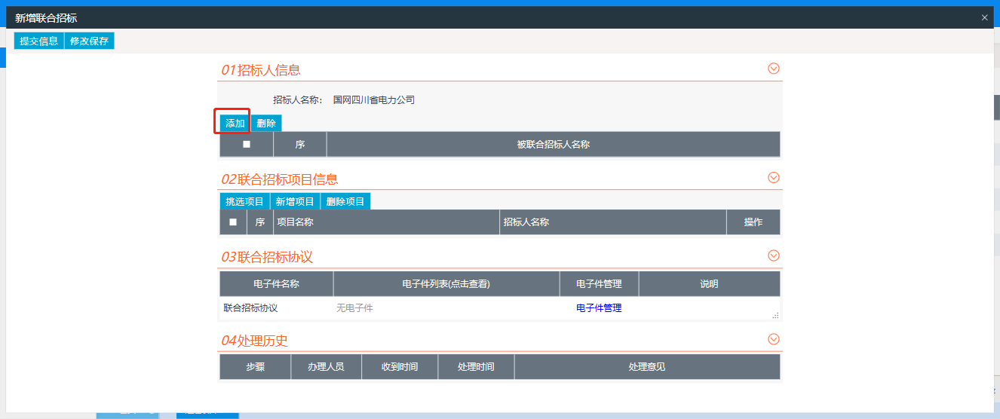 新增联合招标 ×
提交信息 修改保存
01招标人信息
招标人名称： 国网四川省电力公司
添加 删除
序 被联合招标人名称
02联合招标项目信息
挑选项目 新增项目 删除项目
序 项目名称 招标人名称 操作
03联合招标协议
电子件名称 电子件列表(点击查看) 电子件管理 说明
联合招标协议 无电子件 电子件管理
04处理历史
步骤 办理人员 收到时间 处理时间 处理意见